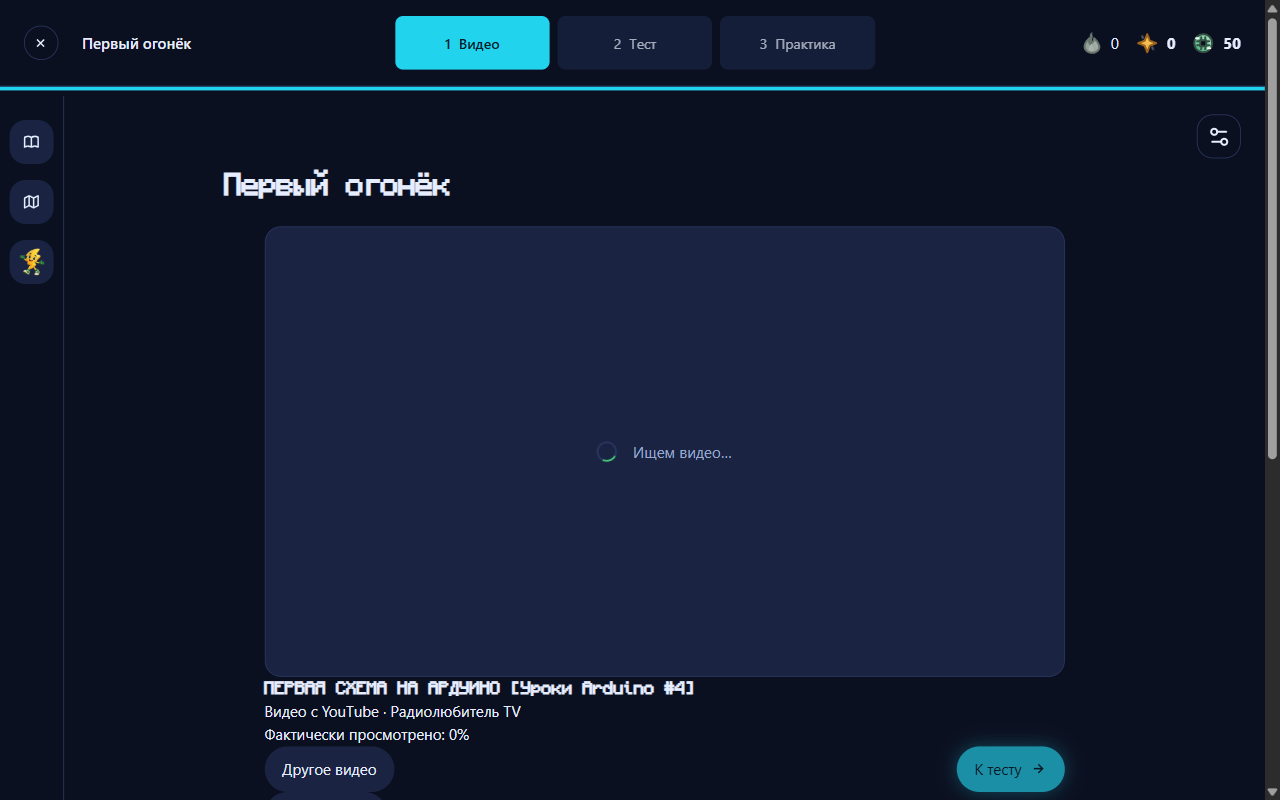 Первый огонёк
1 Видео
2 Тест
3 Практика
0
0
50
Первый огонёк
Ищем видео...
ПЕРВАЯ СХЕМА НА АРДУИНО [Уроки Arduino #4]
Видео с YouTube · Радиолюбитель TV
Фактически просмотрено: 0%
Другое видео
К тесту →